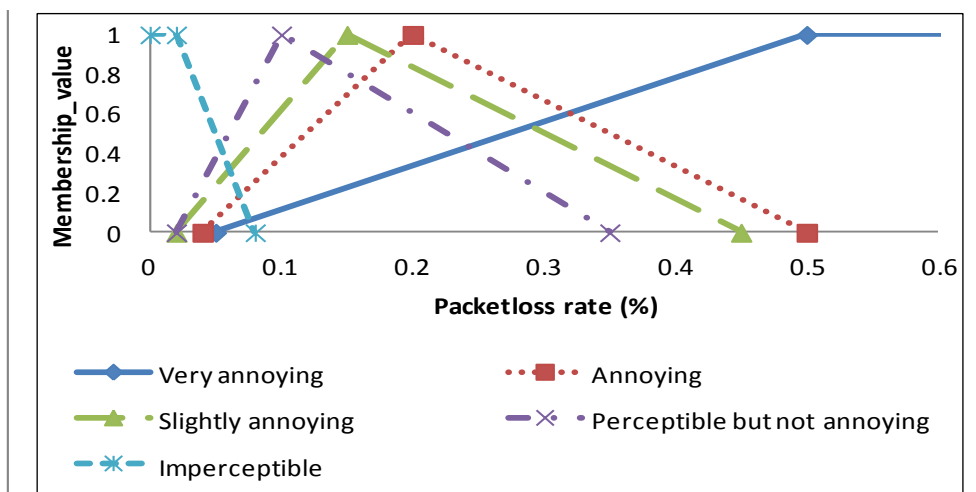 1
0.8
0.6
0.4
0.2
0
Membership_value
0 0.1 0.2 0.3 0.4 0.5 0.6
Packetloss rate (%)
Very annoying
Annoying
Slightly annoying
Perceptible but not annoying
Imperceptible